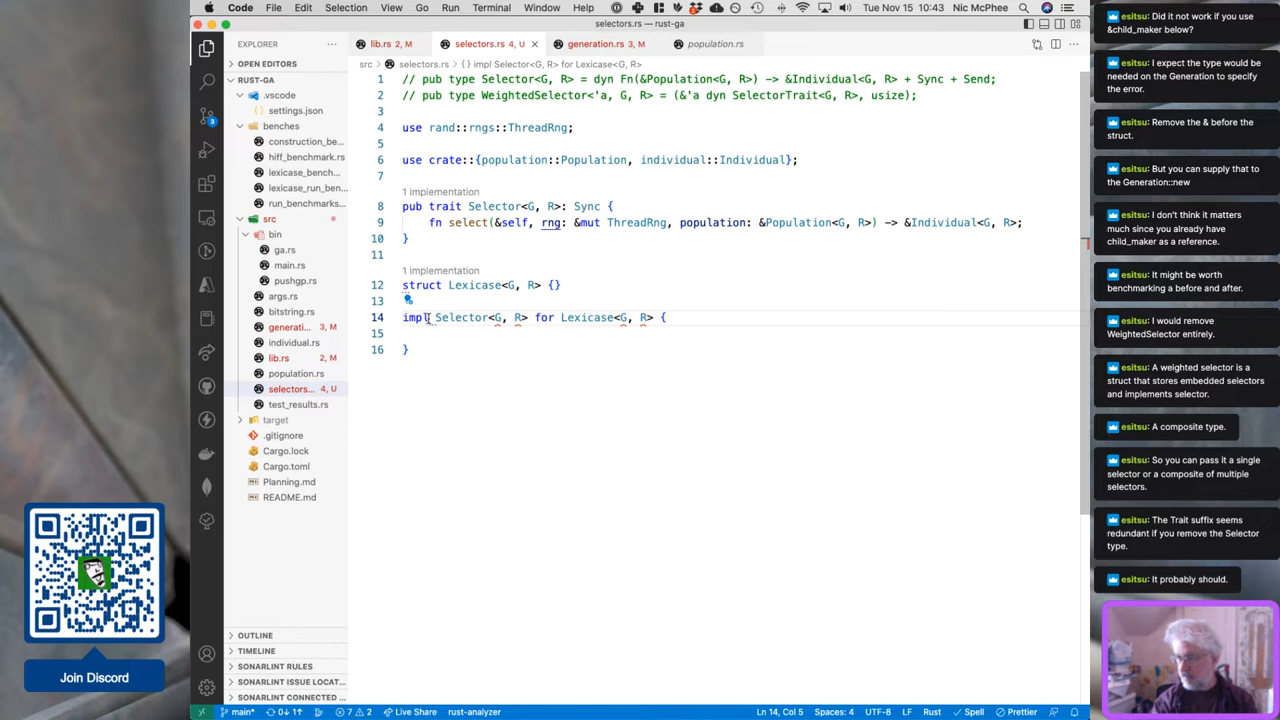 Code File Edit Selection View Go Run Terminal Window Help
Tue Nov 15 10:43 Nic McPhee
selectors.rs — rust-ga
EXPLORER
lib.rs 2, M
selectors.rs 4, U
generation.rs 3, M
population.rs
src > selectors.rs > {} impl Selector<G, R> for Lexicase<G, R>
OPEN EDITORS
RUST-GA
.vscode
settings.json
benches
construction_be...
hiff_benchmark.rs
lexicase_bench...
lexicase_run_ben...
run_benchmarks...
src
bin
ga.rs
main.rs
pushgp.rs
args.rs
bitstring.rs
generati... 3, M
individual.rs
lib.rs 2, M
population.rs
selectors... 4, U
test_results.rs
target
.gitignore
Cargo.lock
Cargo.toml
Planning.md
README.md
OUTLINE
TIMELINE
SONARLINT RULES
SONARLINT ISSUE LOCAT...
SONARLINT CONNECTED ...
3
1 // pub type Selector<G, R> = dyn Fn(&Population<G, R>) -> &Individual<G, R> + Sync + Send;
2 // pub type WeightedSelector<'a, G, R> = (&'a dyn SelectorTrait<G, R>, usize);
3
4 use rand::rngs::ThreadRng;
5
6 use crate::{population::Population, individual::Individual};
7
1 implementation
8 pub trait Selector<G, R>: Sync {
9 fn select(&self, rng: &mut ThreadRng, population: &Population<G, R>) -> &Individual<G, R>;
10 }
11
1 implementation
12 struct Lexicase<G, R> {}
13
14 impl Selector<G, R> for Lexicase<G, R> {
15
16 }
main* 0↓ 1↑ 7 2 Live Share rust-analyzer
Ln 14, Col 5 Spaces: 4 UTF-8 LF Rust Spell Prettier
Join Discord
esitsu: Did it not work if you use
&child_maker below?
esitsu: I expect the type would be
needed on the Generation to specify
the error.
esitsu: Remove the & before the
struct.
esitsu: But you can supply that to
the Generation::new
esitsu: I don't think it matters
much since you already have
child_maker as a reference.
esitsu: It might be worth
benchmarking a before and after.
esitsu: I would remove
WeightedSelector entirely.
esitsu: A weighted selector is a
struct that stores embedded selectors
and implements selector.
esitsu: A composite type.
esitsu: So you can pass it a single
selector or a composite of multiple
selectors.
esitsu: The Trait suffix seems
redundant if you remove the Selector
type.
esitsu: It probably should.